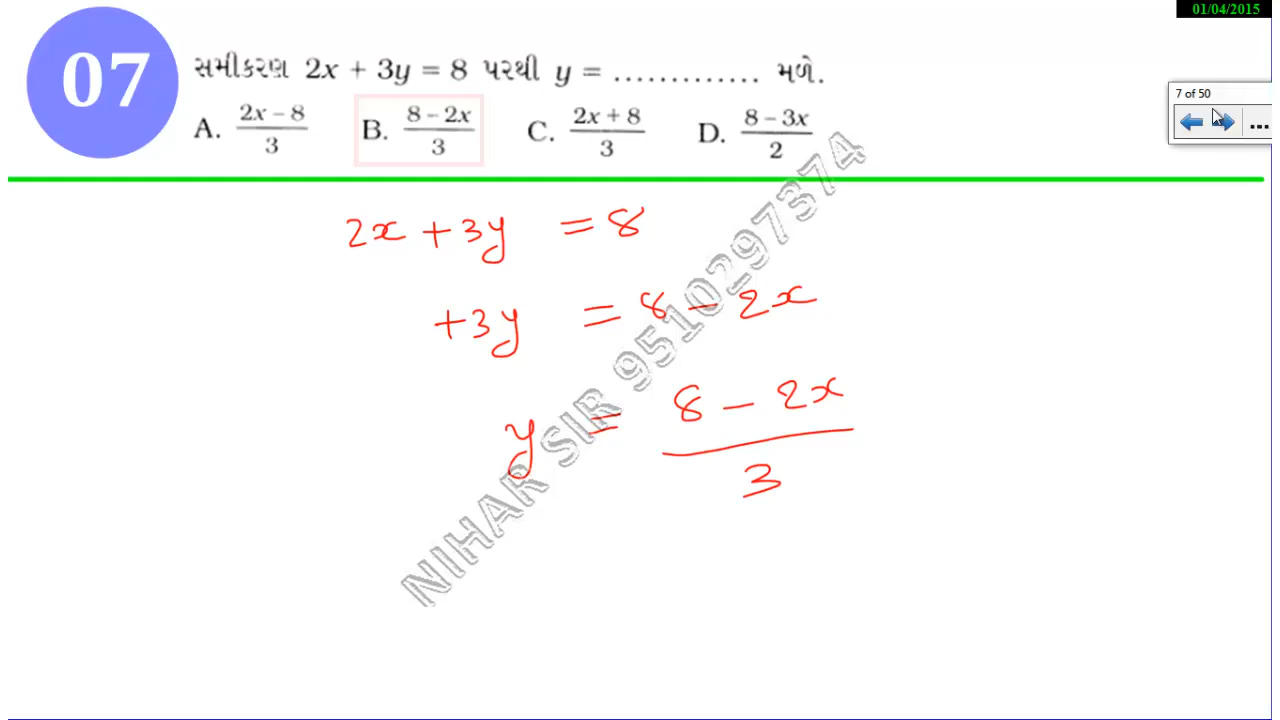 01/04/2015
07
સમીકરણ 2x + 3y = 8 પરથી y = ............. મળે.
7 of 50
A. (2x – 8)/3 B. (8 – 2x)/3 C. (2x + 8)/3 D. (8 – 3x)/2
2x + 3y = 8
+3y = 8 – 2x
y = (8 – 2x)/3
NIHAR SIR 9510297374